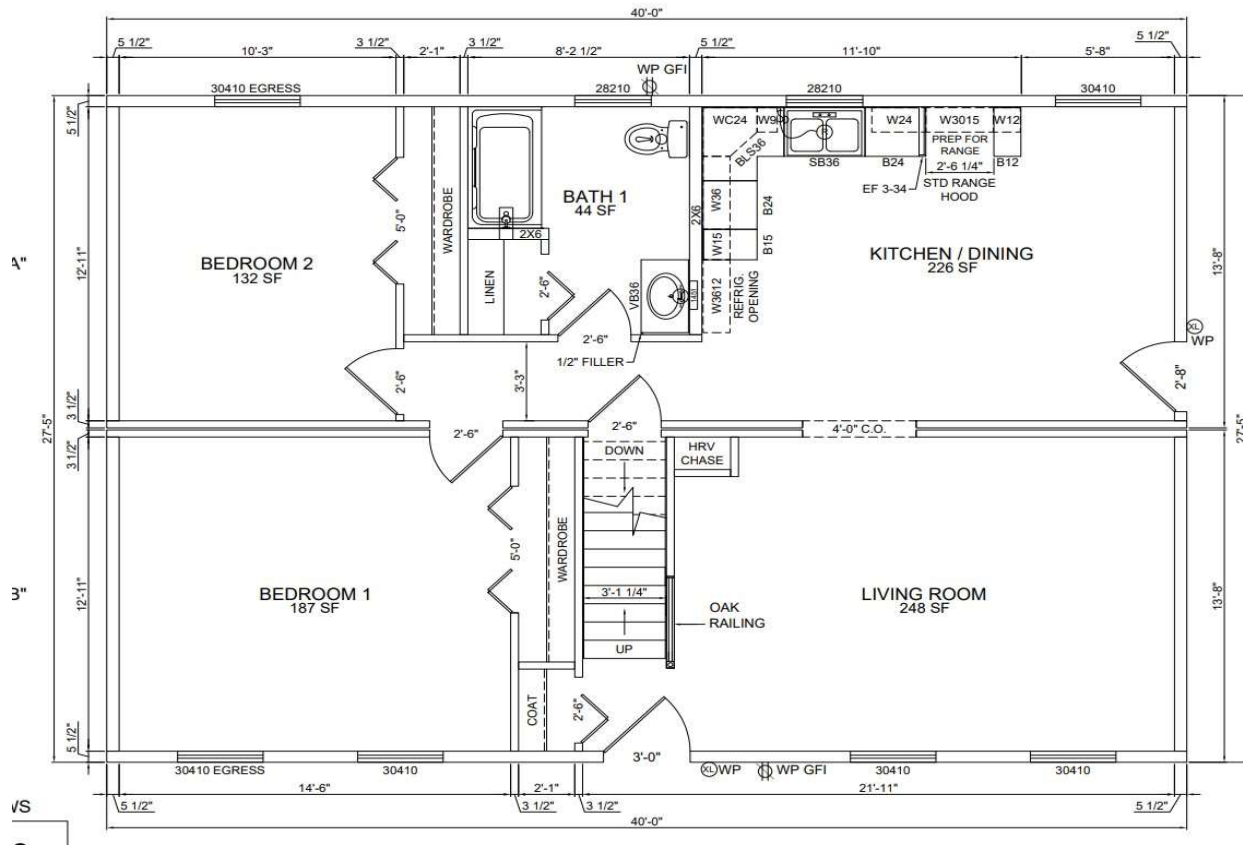 40'-0"
5 1/2"
10'-3"
3 1/2"
2'-1"
3 1/2"
8'-2 1/2"
5 1/2"
11'-10"
5'-8"
5 1/2"
WP GFI
30410 EGRESS
28210
28210
30410
5 1/2"
WC24
W9
W24
W3015
W12
PREP FOR
RANGE
BLS36
SB36
B24
B12
2'-6 1/4"
EF 3-34
STD RANGE
HOOD
BATH 1
44 SF
2X6
W36
B24
WARDROBE
5'-0"
2X6
W15
B15
A"
12'-11"
BEDROOM 2
132 SF
KITCHEN / DINING
226 SF
13'-8"
LINEN
2'-6"
VB36
W3612
REFRIG.
OPENING
XL
WP
2'-6"
1/2" FILLER
2'-6"
3'-3"
2'-8"
3 1/2"
27'-5"
3 1/2"
2'-6"
2'-6"
4'-0" C.O.
27'-5"
DOWN
HRV
CHASE
WARDROBE
5'-0"
B"
12'-11"
BEDROOM 1
187 SF
3'-1 1/4"
OAK
RAILING
LIVING ROOM
248 SF
13'-8"
UP
COAT
2'-6"
5 1/2"
3'-0"
30410 EGRESS
30410
XL WP
WP GFI
30410
30410
14'-6"
2'-1"
21'-11"
5 1/2"
3 1/2"
3 1/2"
5 1/2"
40'-0"
WS